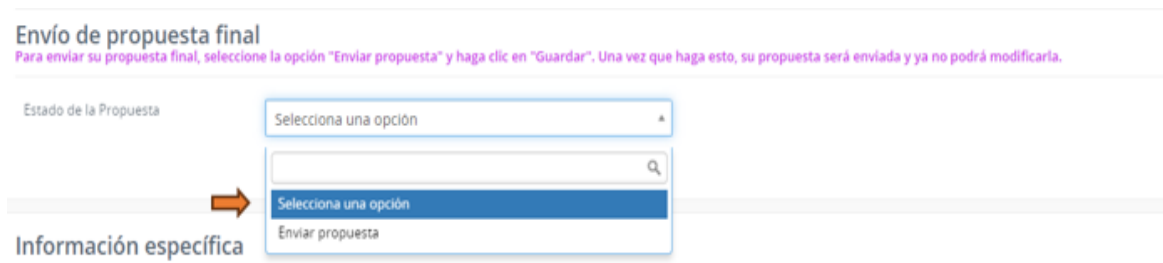 Envío de propuesta final
Para enviar su propuesta final, seleccione la opción "Enviar propuesta" y haga clic en "Guardar". Una vez que haga esto, su propuesta será enviada y ya no podrá modificarla.
Estado de la Propuesta
Selecciona una opción
Selecciona una opción
Enviar propuesta
Información específica